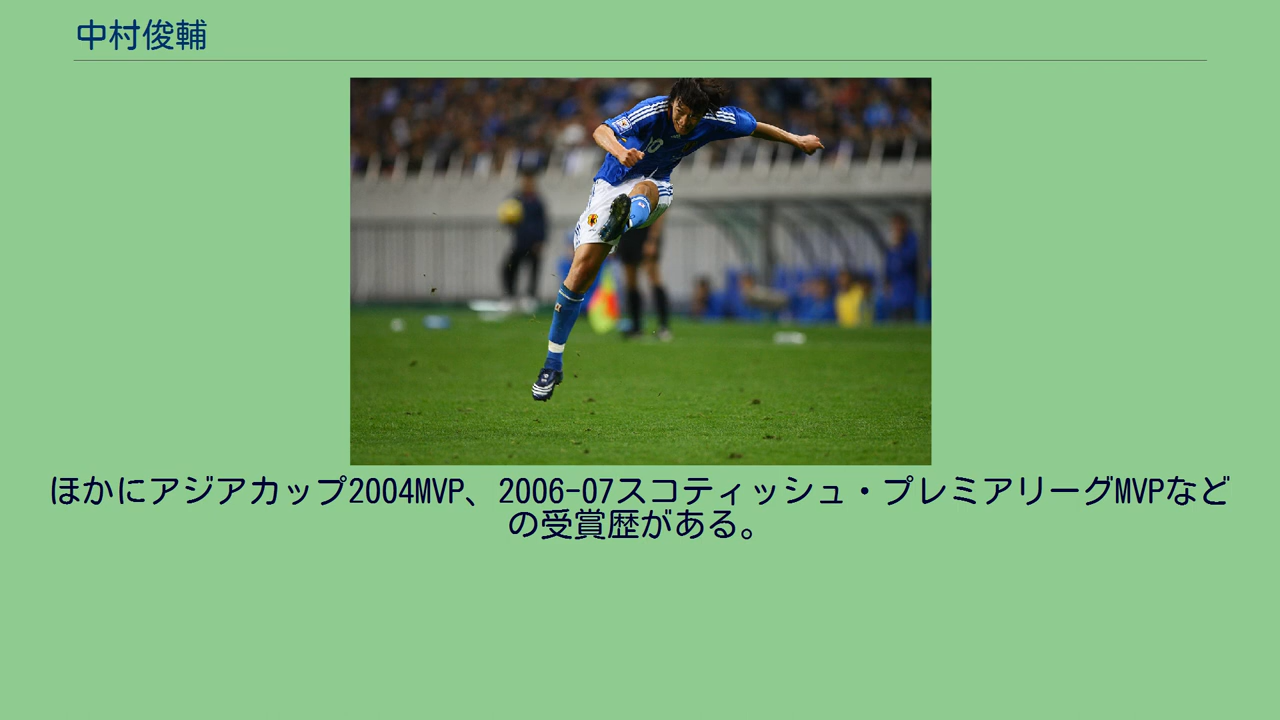 中村俊輔
ほかにアジアカップ2004MVP、2006-07スコティッシュ・プレミアリーグMVPなど
の受賞歴がある。